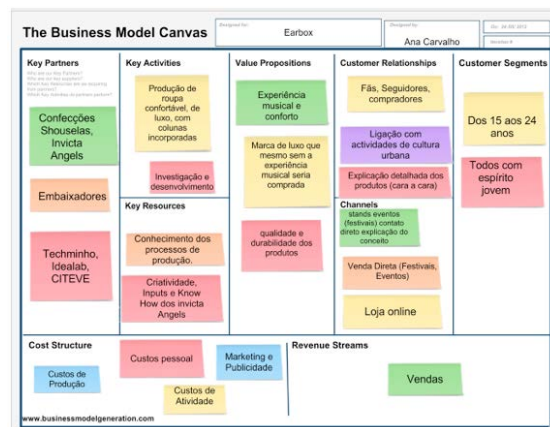 The Business Model Canvas
Designed for:
Earbox
Designed by:
Ana Carvalho
Key Partners
Confecções
Shouselas,
Invicta
Angels
Embaixadores
Techminho,
Idealab,
CITEVE
Key Activities
Produção de
roupa
confortável, de
luxo, com
colunas
incorporadas
Investigação e
desenvolvimento
Key Resources
Conhecimento dos
processos de
produção.
Criatividade,
Inputs e Know
How dos invicta
Angels
Value Propositions
Experiência
musical e
conforto
Marca de luxo que
mesmo sem a
experiência
musical seria
comprada
qualidade e
durabilidade dos
produtos
Customer Relationships
Fãs, Seguidores,
compradores
Ligação com
actividades de cultura
urbana
Explicação detalhada dos
produtos (cara a cara)
Channels
stands eventos
(festivais) contato
direto explicação do
conceito
Venda Direta (Festivais,
Eventos)
Loja online
Customer Segments
Dos 15 aos 24
anos
Todos com
espírito
jovem
Cost Structure
Custos de
Produção
Custos pessoal
Custos de
Atividade
Marketing e
Publicidade
Revenue Streams
Vendas
www.businessmodelgeneration.com